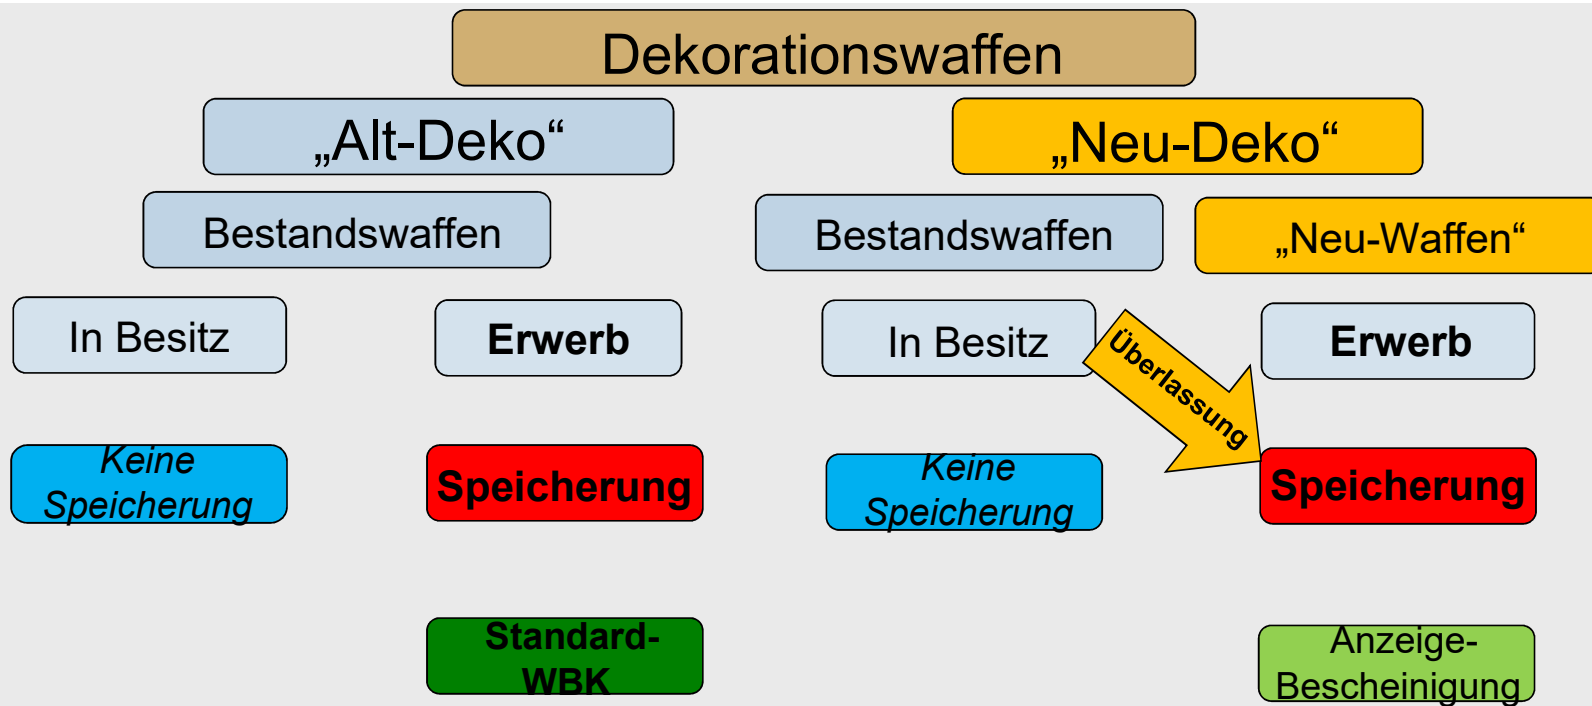 Dekorationswaffen
„Alt-Deko“
„Neu-Deko“
Bestandswaffen
Bestandswaffen
„Neu-Waffen“
In Besitz
Erwerb
In Besitz
Überlassung
Erwerb
Keine
Speicherung
Speicherung
Keine
Speicherung
Speicherung
Standard-
WBK
Anzeige-
Bescheinigung